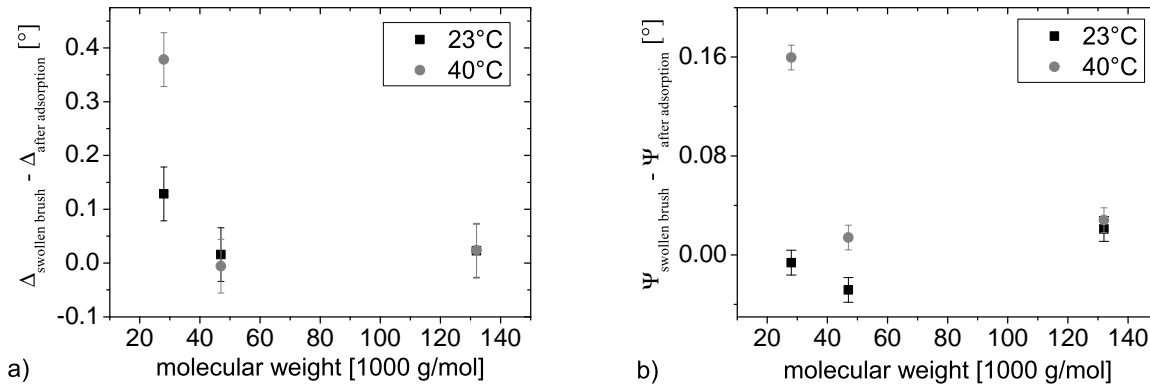 Δswollen brush - Δafter adsorption [°]
0.4
0.3
0.2
0.1
0.0
-0.1
23°C
40°C
20 40 60 80 100 120 140
molecular weight [1000 g/mol]
a)
Ψswollen brush - Ψafter adsorption [°]
0.16
0.08
0.00
23°C
40°C
20 40 60 80 100 120 140
molecular weight [1000 g/mol]
b)